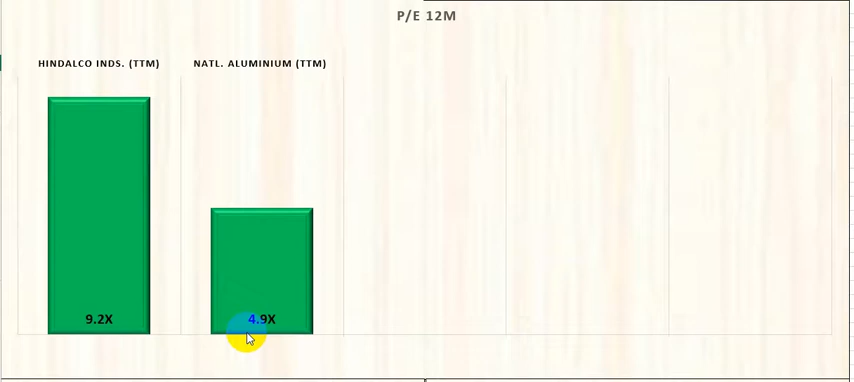 P/E 12M
HINDALCO INDS. (TTM) NATL. ALUMINIUM (TTM)
9.2X 4.9X